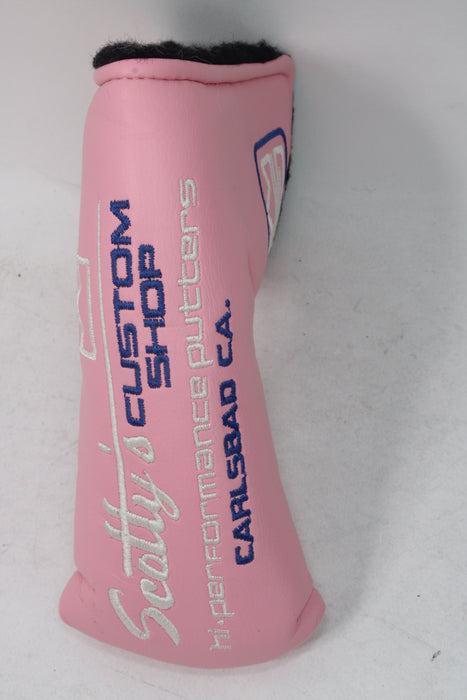 Scotty's
CUSTOM
SHOP
Hi-performance putters
CARLSBAD CA.